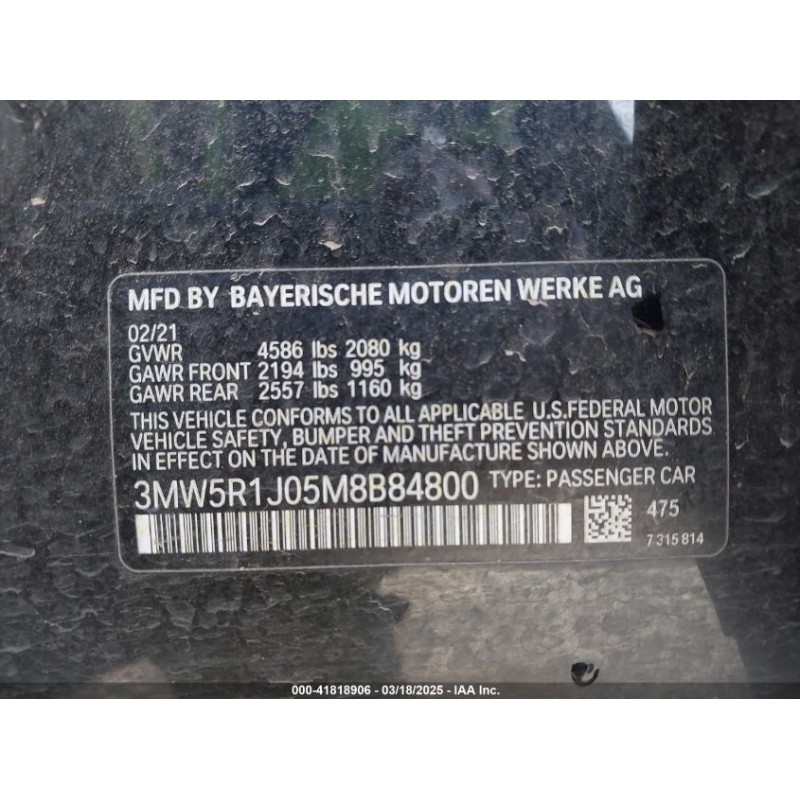 MFD BY BAYERISCHE MOTOREN WERKE AG
02/21
GVWR 4586 lbs 2080 kg
GAWR FRONT 2194 lbs 995 kg
GAWR REAR 2557 lbs 1160 kg
THIS VEHICLE CONFORMS TO ALL APPLICABLE U.S.FEDERAL MOTOR
VEHICLE SAFETY, BUMPER AND THEFT PREVENTION STANDARDS
IN EFFECT ON THE DATE OF MANUFACTURE SHOWN ABOVE.
3MW5R1J05M8B84800 TYPE: PASSENGER CAR
475
7 315 814
000-41818906 - 03/18/2025 - IAA Inc.